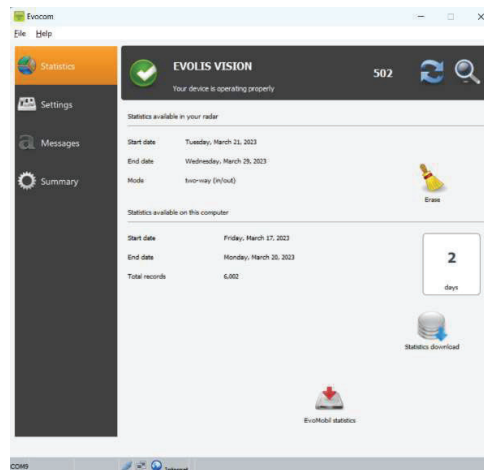 Evocom
File Help
Statistics
Settings
Messages
Summary
EVOLIS VISION
502
Your device is operating properly
Statistics available in your radar
Start date Tuesday, March 21, 2023
End date Wednesday, March 29, 2023
Mode two-way (in/out)
Erase
Statistics available on this computer
Start date Friday, March 17, 2023
End date Monday, March 20, 2023
Total records 6,002
2
days
Statistics download
EvoMobil statistics
COM9 Internet